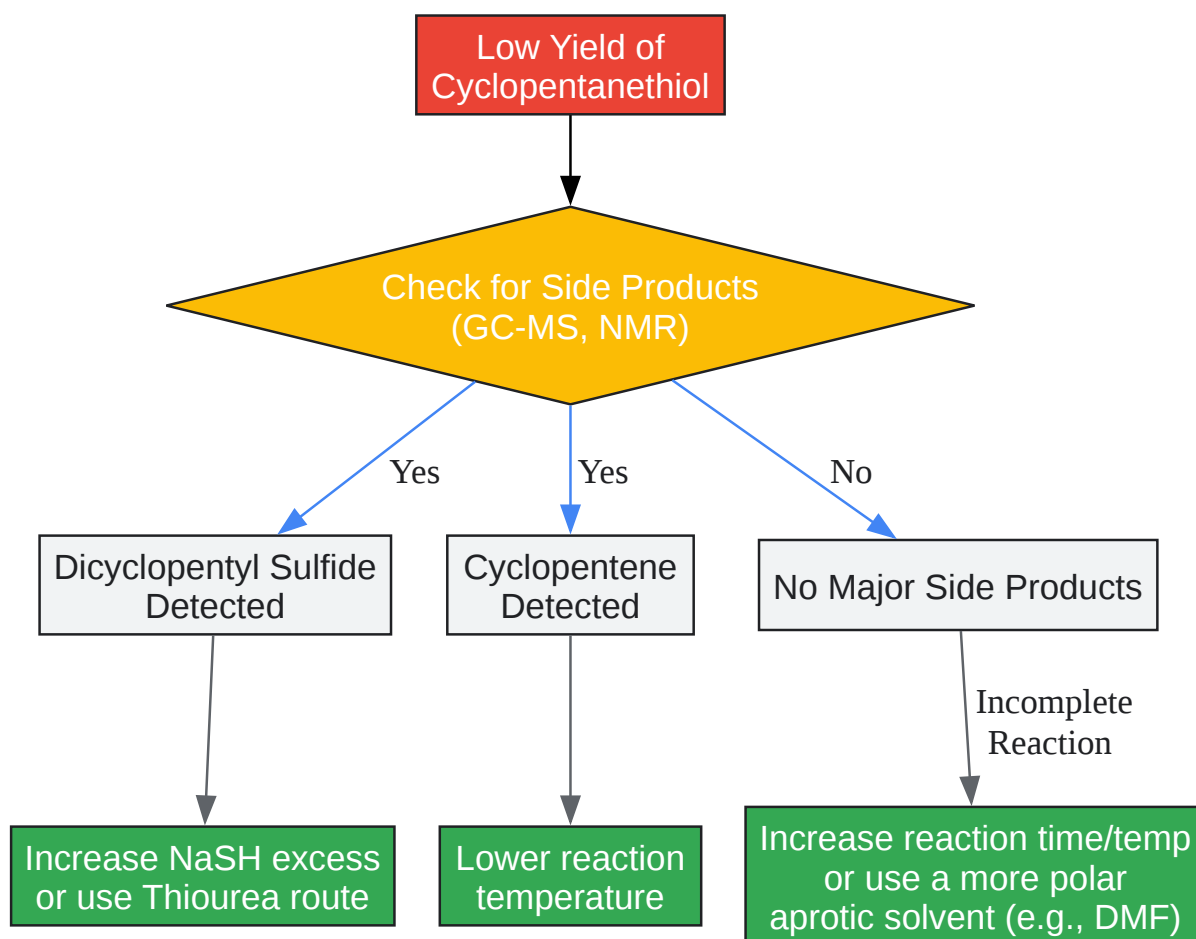 Low Yield of
Cyclopentanethiol
Check for Side Products
(GC-MS, NMR)
Yes
Yes
No
Dicyclopentyl Sulfide
Detected
Cyclopentene
Detected
No Major Side Products
Incomplete
Reaction
Increase NaSH excess
or use Thiourea route
Lower reaction
temperature
Increase reaction time/temp
or use a more polar
aprotic solvent (e.g., DMF)